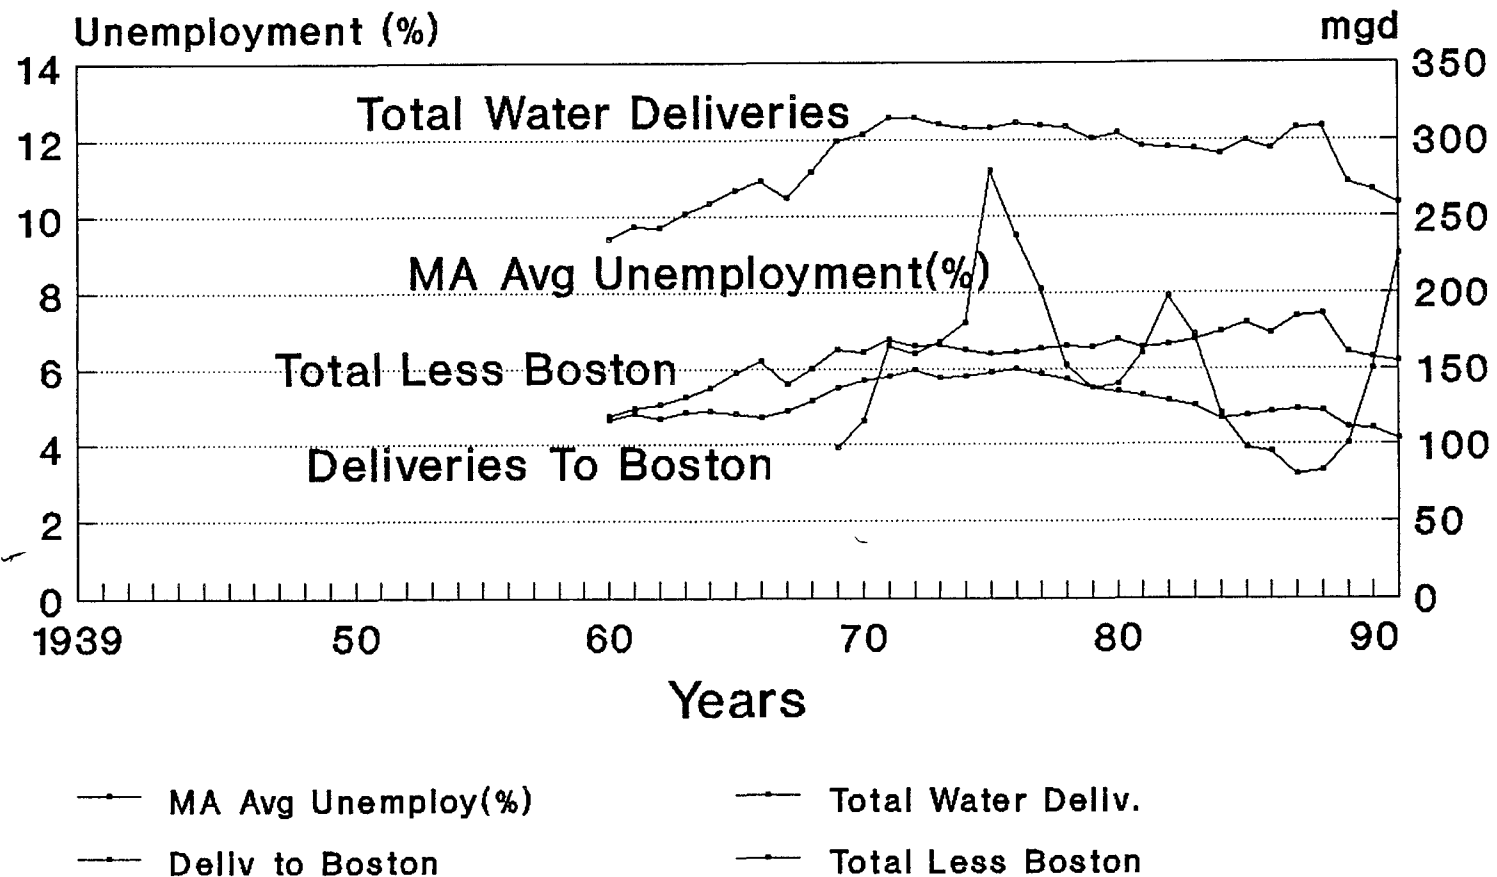 Unemployment (%) mgd
14 350
Total Water Deliveries
12 300
10 250
MA Avg Unemployment(%)
8 200
Total Less Boston
6 150
4 100
Deliveries To Boston
2 50
0 0
1939 50 60 70 80 90
Years
MA Avg Unemploy(%) Total Water Deliv.
Deliv to Boston Total Less Boston